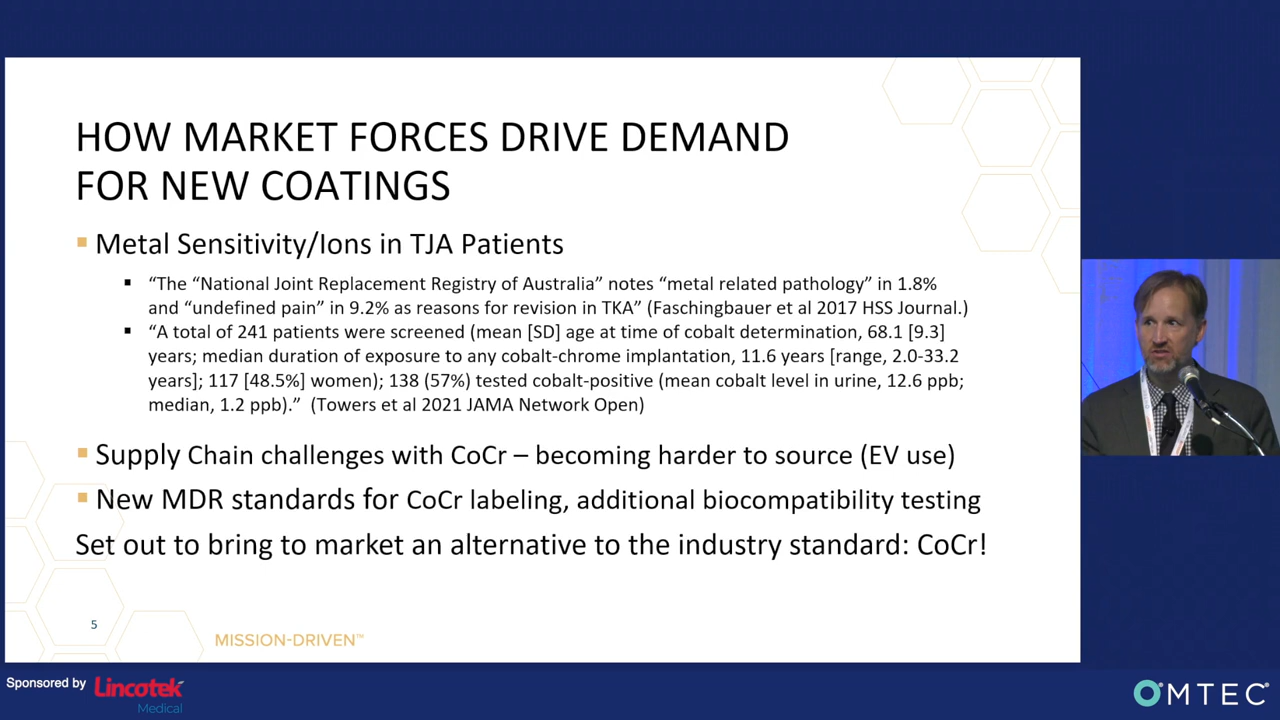 HOW MARKET FORCES DRIVE DEMAND
FOR NEW COATINGS
▪ Metal Sensitivity/Ions in TJA Patients
▪ “The “National Joint Replacement Registry of Australia” notes “metal related pathology” in 1.8%
and “undefined pain” in 9.2% as reasons for revision in TKA” (Faschingbauer et al 2017 HSS Journal.)
▪ “A total of 241 patients were screened (mean [SD] age at time of cobalt determination, 68.1 [9.3]
years; median duration of exposure to any cobalt-chrome implantation, 11.6 years [range, 2.0-33.2
years]; 117 [48.5%] women); 138 (57%) tested cobalt-positive (mean cobalt level in urine, 12.6 ppb;
median, 1.2 ppb).” (Towers et al 2021 JAMA Network Open)
▪ Supply Chain challenges with CoCr – becoming harder to source (EV use)
▪ New MDR standards for CoCr labeling, additional biocompatibility testing
Set out to bring to market an alternative to the industry standard: CoCr!
5
MISSION-DRIVEN™
Sponsored by Lincotek
Medical
OMTEC